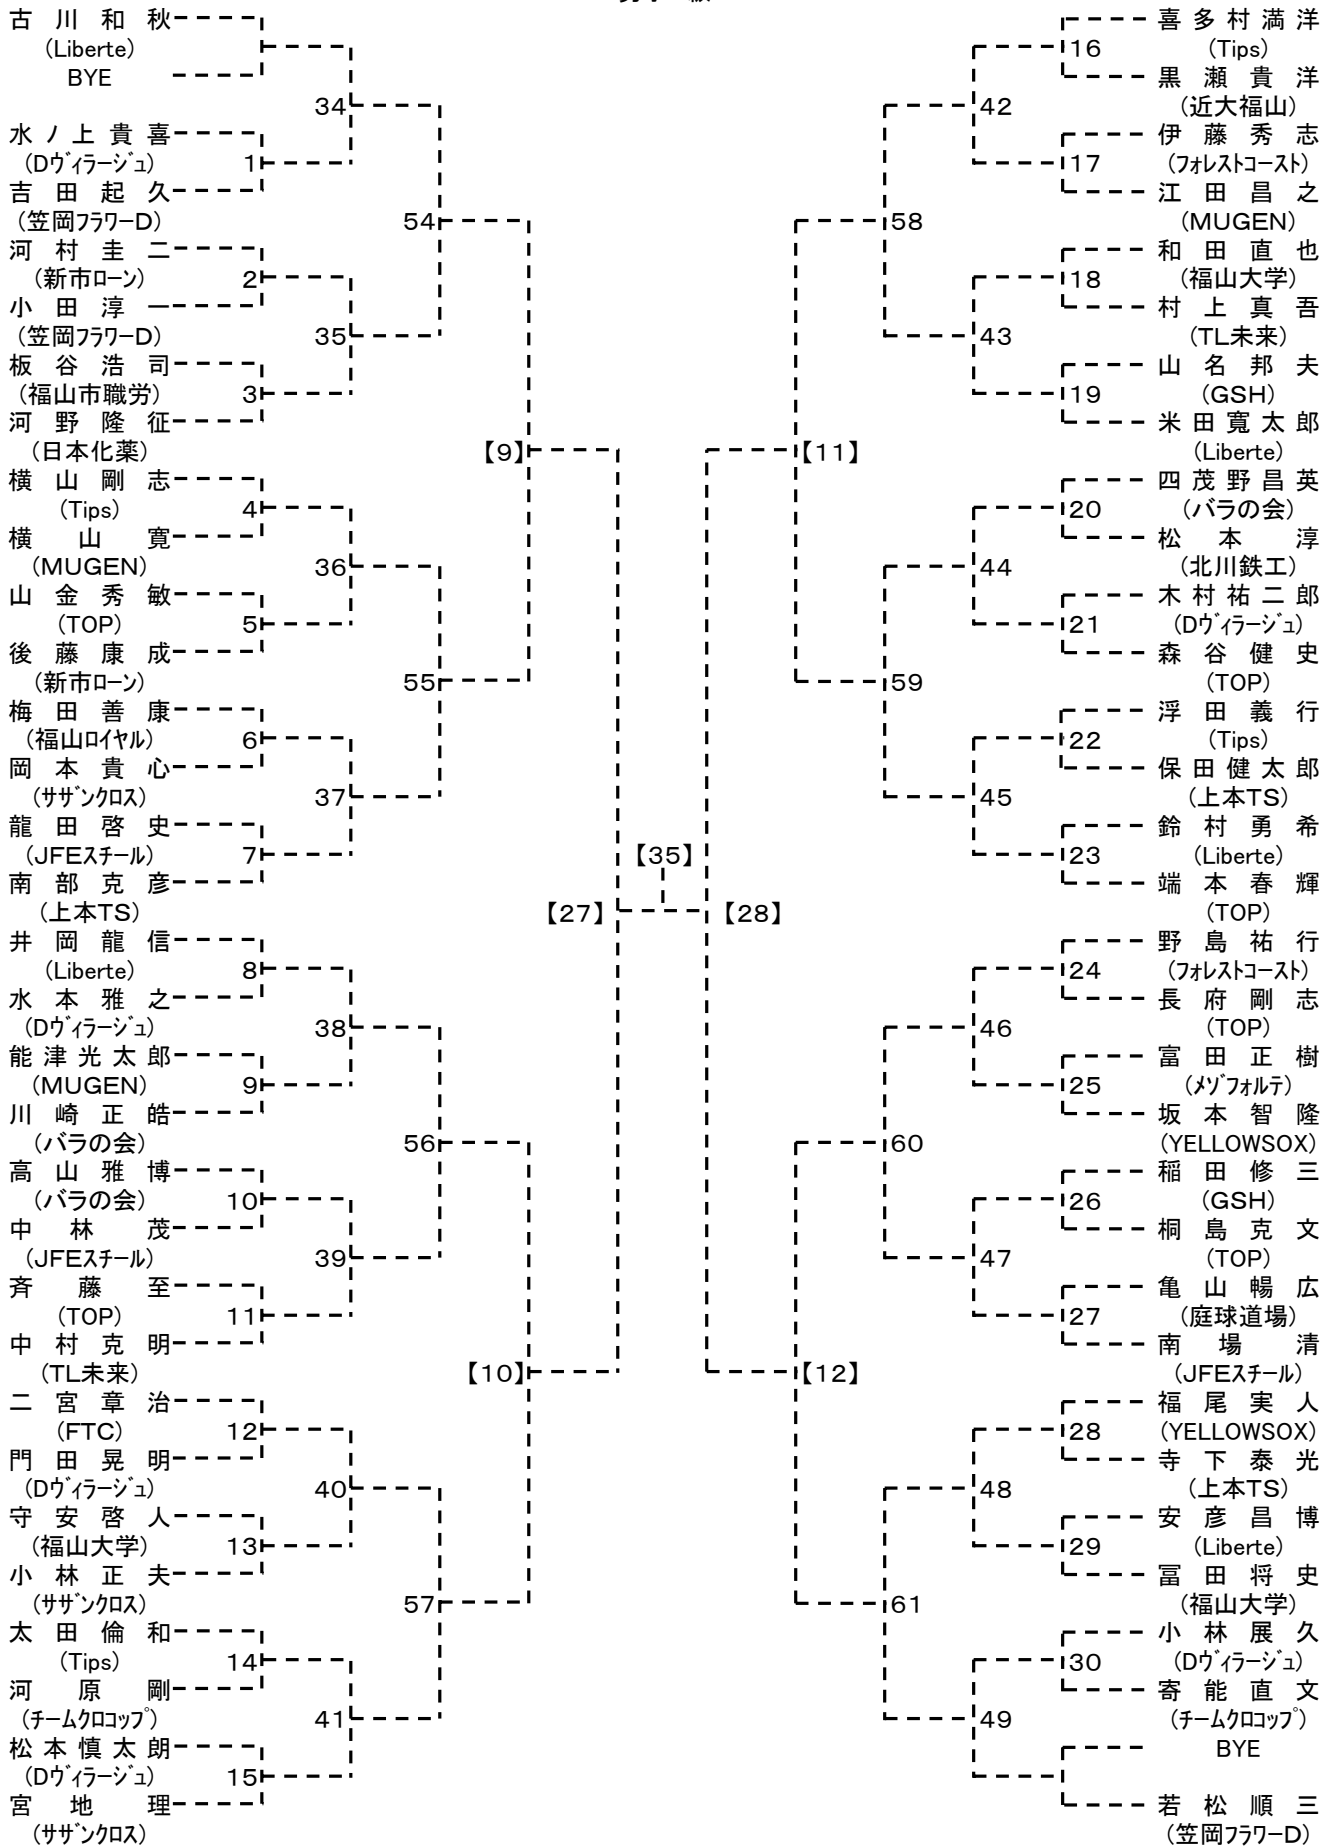 古川和秋
(Liberte)
BYE
34
水ノ上貴喜
(Dヴィラージュ)
1
吉田起久
(笠岡フラワーD)
54
河村圭二
(新市ローン)
2
小田淳一
(笠岡フラワーD)
35
板谷浩司
(福山市職労)
3
河野隆征
(日本化薬)
【9】
横山剛志
(Tips)
4
横山寛
(MUGEN)
36
山金秀敏
(TOP)
5
後藤康成
(新市ローン)
55
梅田善康
(福山ロイヤル)
6
岡本貴心
(サザンクロス)
37
龍田啓史
(JFEスチール)
7
南部克彦
(上本TS)
【27】
井岡龍信
(Liberte)
8
水本雅之
(Dヴィラージュ)
38
能津光太郎
(MUGEN)
9
川崎正皓
(バラの会)
56
高山雅博
(バラの会)
10
中林茂
(JFEスチール)
39
斉藤至
(TOP)
11
中村克明
(TL未来)
【10】
二宮章治
(FTC)
12
門田晃明
(Dヴィラージュ)
40
守安啓人
(福山大学)
13
小林正夫
(サザンクロス)
57
太田倫和
(Tips)
14
河原剛
(チームクロコップ)
41
松本慎太朗
(Dヴィラージュ)
15
宮地理
(サザンクロス)
【35】
喜多村満洋
16
(Tips)
黒瀬貴洋
(近大福山)
42
伊藤秀志
17
(フォレストコースト)
江田昌之
(MUGEN)
58
和田直也
18
(福山大学)
村上真吾
(TL未来)
43
山名邦夫
19
(GSH)
米田寛太郎
(Liberte)
【11】
四茂野昌英
20
(バラの会)
松本淳
(北川鉄工)
44
木村祐二郎
21
(Dヴィラージュ)
森谷健史
(TOP)
59
浮田義行
22
(Tips)
保田健太郎
(上本TS)
45
鈴村勇希
23
(Liberte)
端本春輝
(TOP)
【28】
野島祐行
24
(フォレストコースト)
長府剛志
(TOP)
46
富田正樹
25
(メゾフォルテ)
坂本智隆
(YELLOWSOX)
60
稲田修三
26
(GSH)
桐島克文
(TOP)
47
亀山暢広
27
(庭球道場)
南場清
(JFEスチール)
【12】
福尾実人
28
(YELLOWSOX)
寺下泰光
(上本TS)
48
安彦昌博
29
(Liberte)
冨田将史
(福山大学)
61
小林展久
30
(Dヴィラージュ)
寄能直文
(チームクロコップ)
49
BYE
若松順三
(笠岡フラワーD)